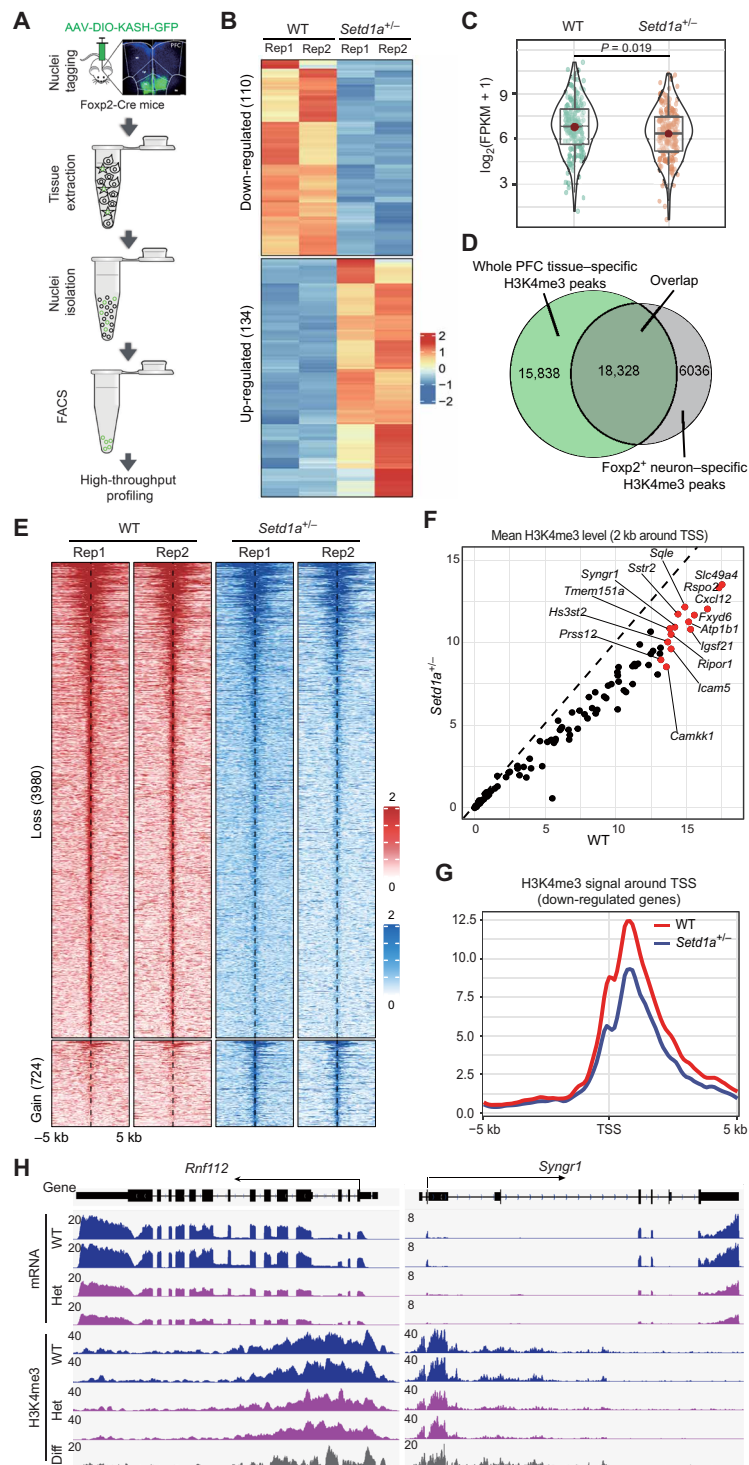 A
AAV-DIO-KASH-GFP
PFC
Nuclei
tagging
Foxp2-Cre mice
Tissue
extraction
Nuclei
isolation
FACS
High-throughput
profiling
B
WT
Setd1a+/−
Rep1 Rep2 Rep1 Rep2
Down-regulated (110)
Up-regulated (134)
2
1
0
−1
−2
C
WT
Setd1a+/−
P = 0.019
log2(FPKM + 1)
9
6
3
D
Whole PFC tissue–specific
H3K4me3 peaks
Overlap
15,838
18,328
6036
Foxp2+ neuron–specific
H3K4me3 peaks
E
WT
Setd1a+/−
Rep1 Rep2 Rep1 Rep2
Loss (3980)
Gain (724)
−5 kb 5 kb
2
0
2
0
F
Mean H3K4me3 level (2 kb around TSS)
15
10
5
0
Setd1a+/−
Sqle
Sstr2
Slc49a4
Syngr1
Rspo2
Tmem151a
Cxcl12
Hs3st2
Fxyd6
Atp1b1
Prss12
Igsf21
Ripor1
Icam5
Camkk1
0 5 10 15
WT
G
H3K4me3 signal around TSS
(down-regulated genes)
WT
Setd1a+/−
12.5
10.0
7.5
5.0
2.5
0.0
−5 kb TSS 5 kb
H
Rnf112 Syngr1
Gene
mRNA
WT
20 8
20 8
Het
20 8
20 8
H3K4me3
WT
40 40
40 40
Het
40 40
40 40
Diff
20 20